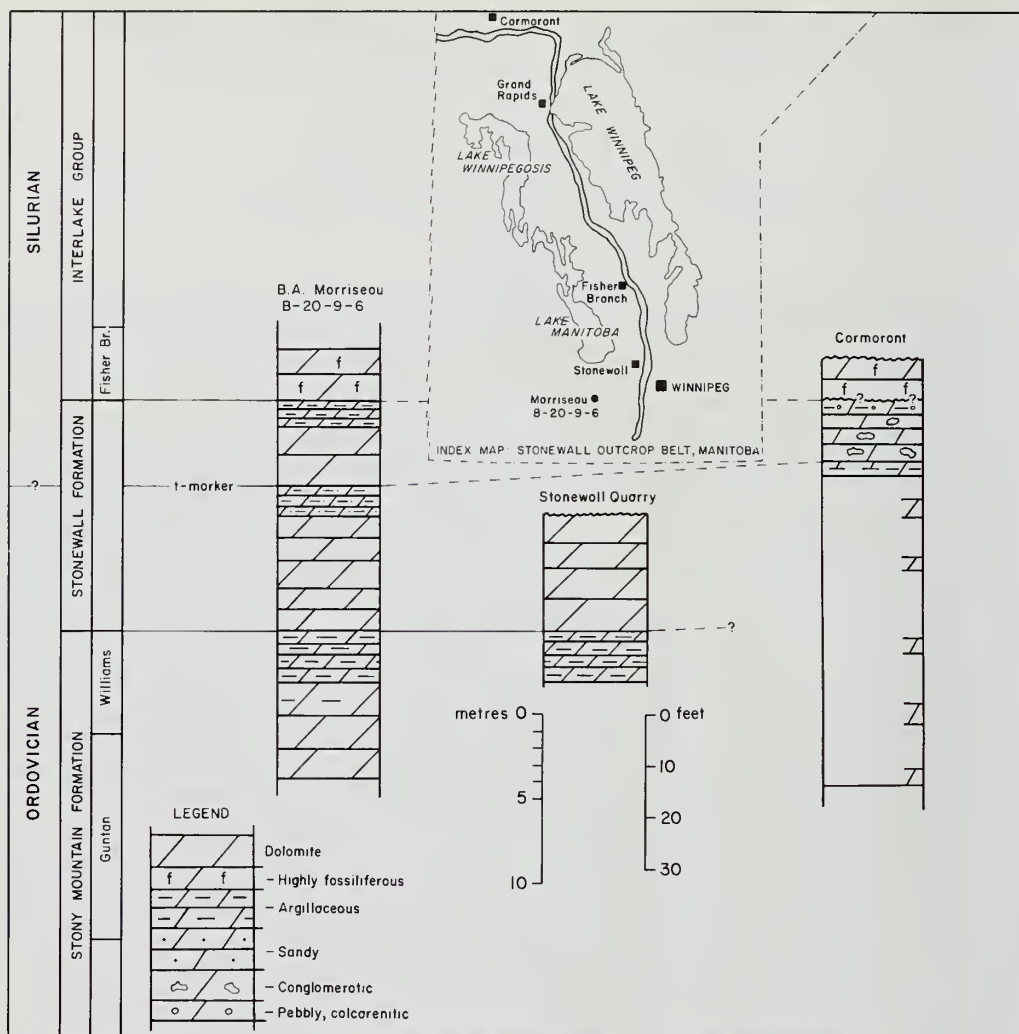 SILURIAN
ORDOVICIAN
INTERLAKE GROUP
STONEWALL FORMATION
STONY MOUNTAIN FORMATION
Fisher Br.
Williams
Guntan
?
B.A. Morriseau
8-20-9-6
f
f f
t-marker
Cormorant
Grand
Rapids
LAKE
WINNIPEGOSIS
LAKE WINNIPEG
Fisher
Branch
LAKE
MANITOBA
Stonewall
WINNIPEG
Morriseau
8-20-9-6
INDEX MAP: STONEWALL OUTCROP BELT, MANITOBA
Cormorant
f
f f
? ?
Stonewall Quarry
?
metres 0
5
10
0 feet
10
20
30
LEGEND
Dolomite
f f – Highly fossiliferous
– Argillaceous
– Sandy
– Conglomerotic
– Pebbly, colcarenitic